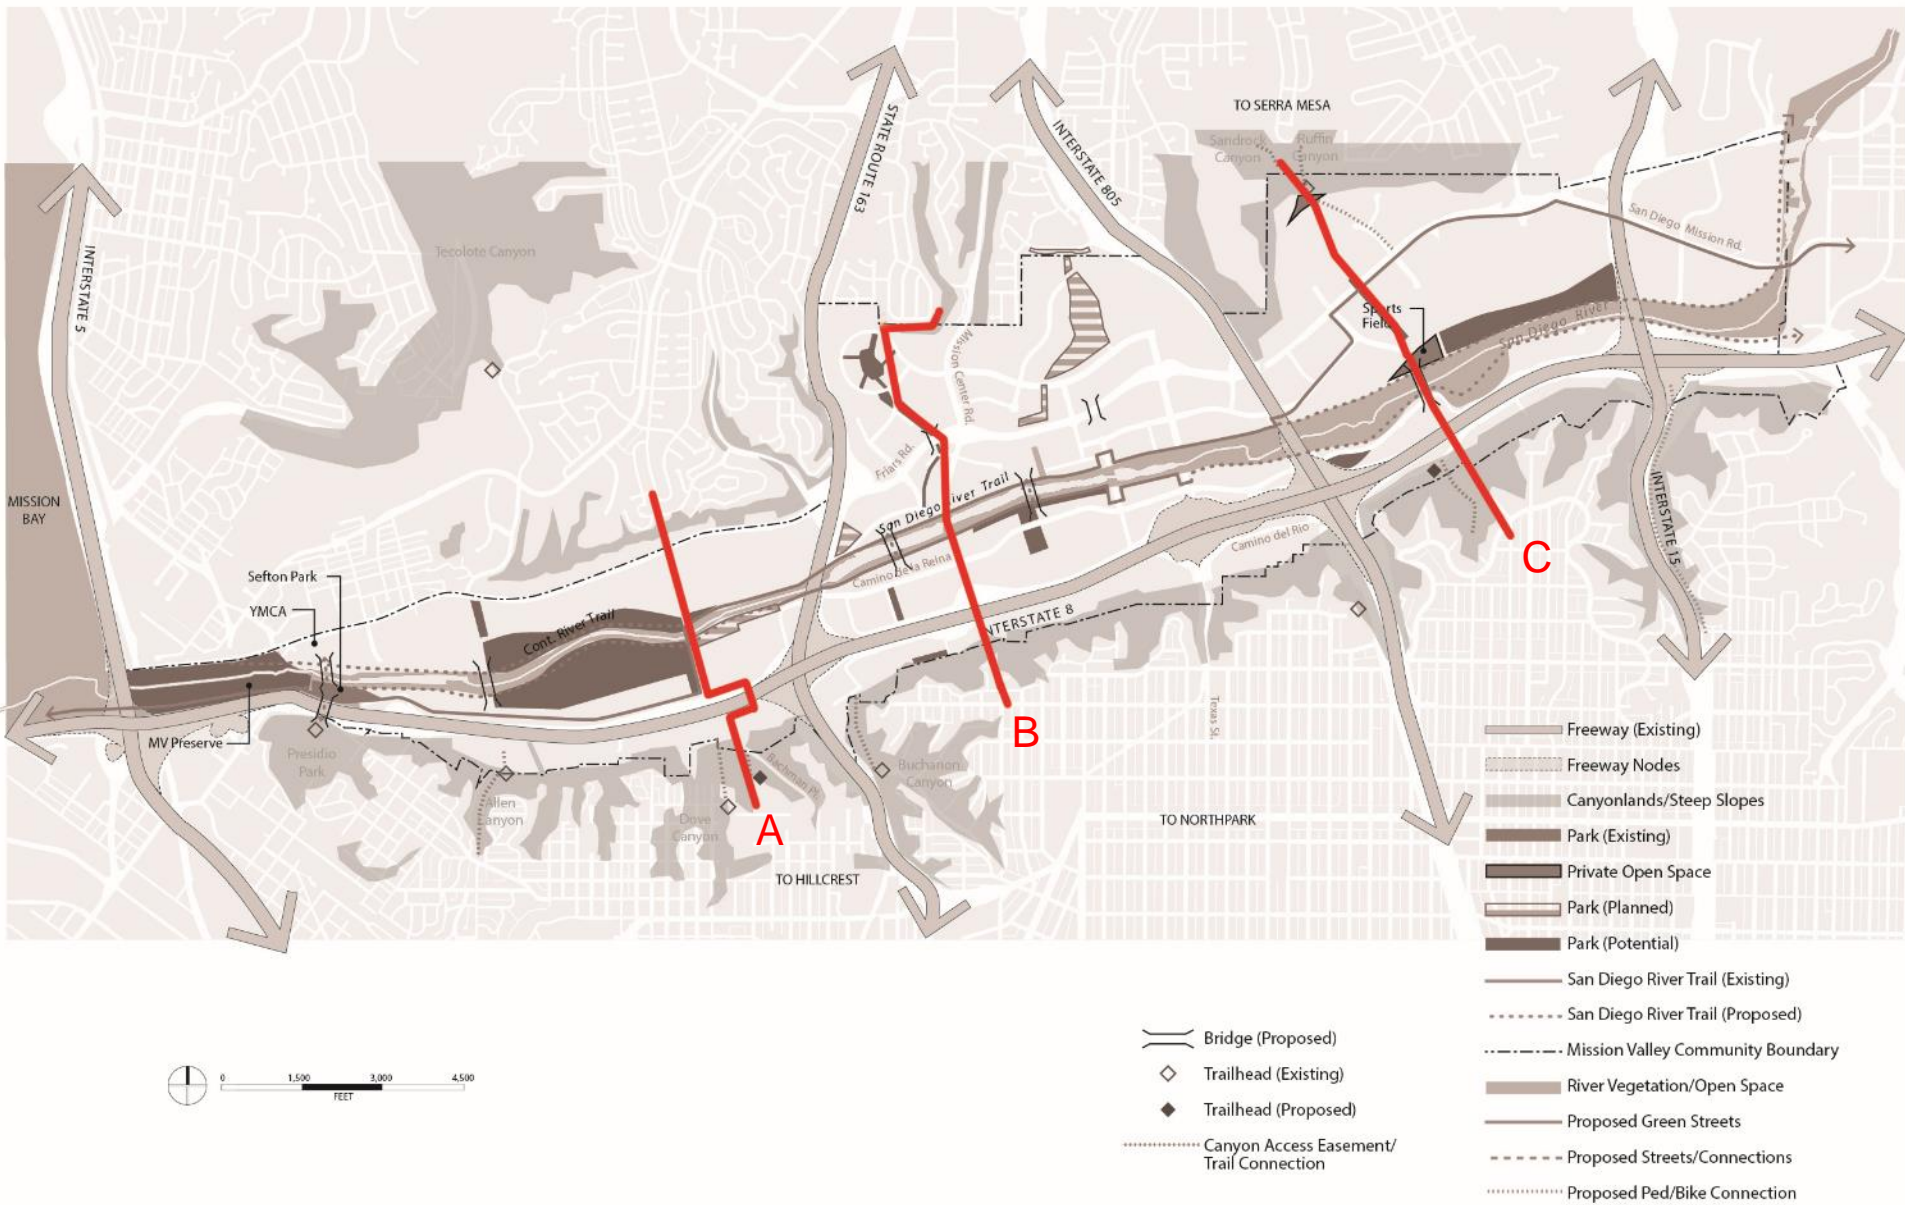 TO SERRA MESA
Sandrock
Canyon
Ruffin
Canyon
STATE ROUTE 163
INTERSTATE 805
San Diego Mission Rd.
INTERSTATE 5
Tecolote Canyon
Sports
Field
San Diego River
Mission Center Rd.
Friars Rd.
MISSION
BAY
San Diego River Trail
Camino de la Reina
Camino del Rio
INTERSTATE 15
C
Sefton Park
YMCA
Cont. River Trail
INTERSTATE 8
MV Preserve
Presidio
Park
Texas St.
B
Bachman Pl.
Buchanon
Canyon
Allen
Canyon
Dove
Canyon
A
TO NORTHPARK
TO HILLCREST
Freeway (Existing)
Freeway Nodes
Canyonlands/Steep Slopes
Park (Existing)
Private Open Space
Park (Planned)
Park (Potential)
San Diego River Trail (Existing)
San Diego River Trail (Proposed)
Mission Valley Community Boundary
River Vegetation/Open Space
Proposed Green Streets
Proposed Streets/Connections
Proposed Ped/Bike Connection
Bridge (Proposed)
Trailhead (Existing)
Trailhead (Proposed)
Canyon Access Easement/
Trail Connection
0 1,500 3,000 4,500
FEET